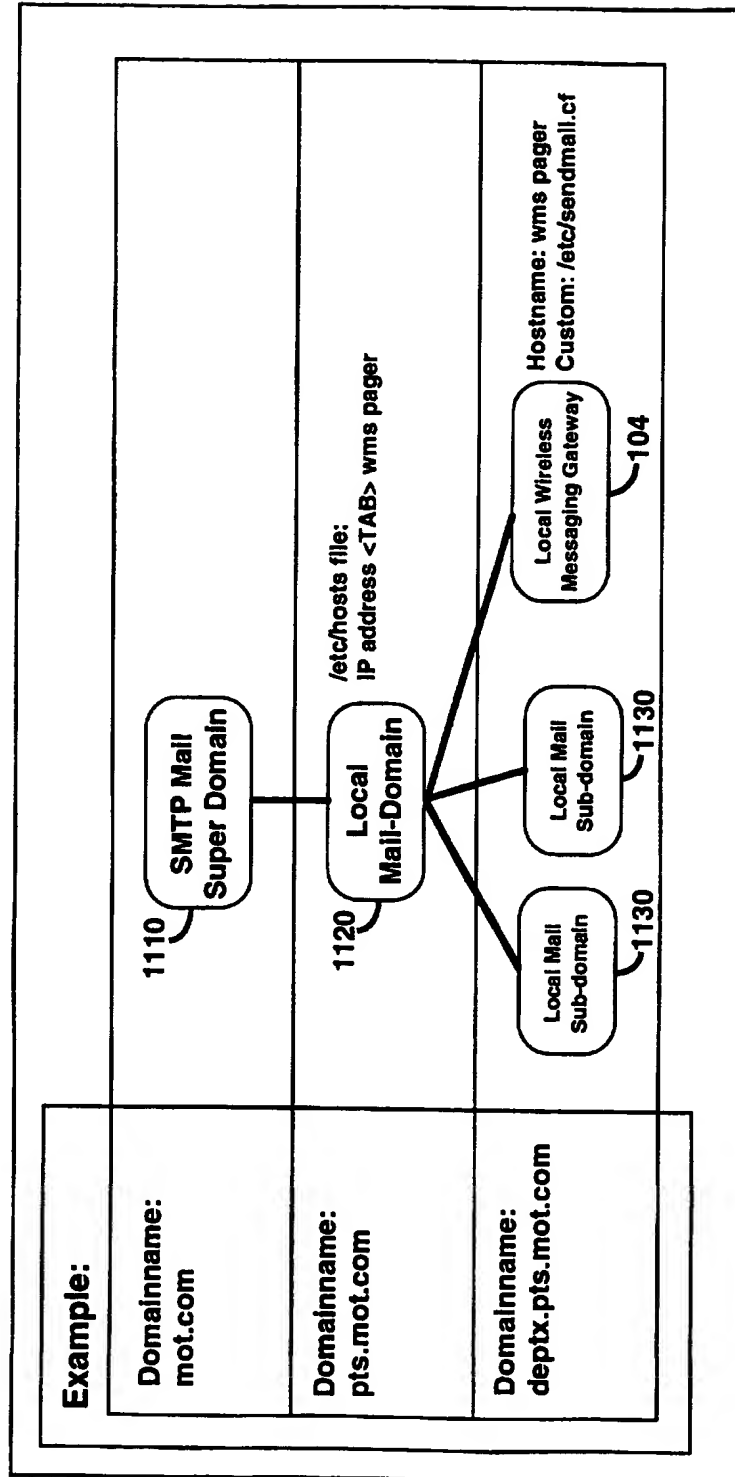 Example:
Domainname:
mot.com
SMTP Mail
Super Domain
1110
Domainname:
pts.mot.com
/etc/hosts file:
IP address <TAB> wms pager
Local
Mail-Domain
1120
Domainname:
deptx.pts.mot.com
Local Mail
Sub-domain
1130
Local Mail
Sub-domain
1130
Local Wireless
Messaging Gateway
104
Hostname: wms pager
Custom: /etc/sendmail.cf